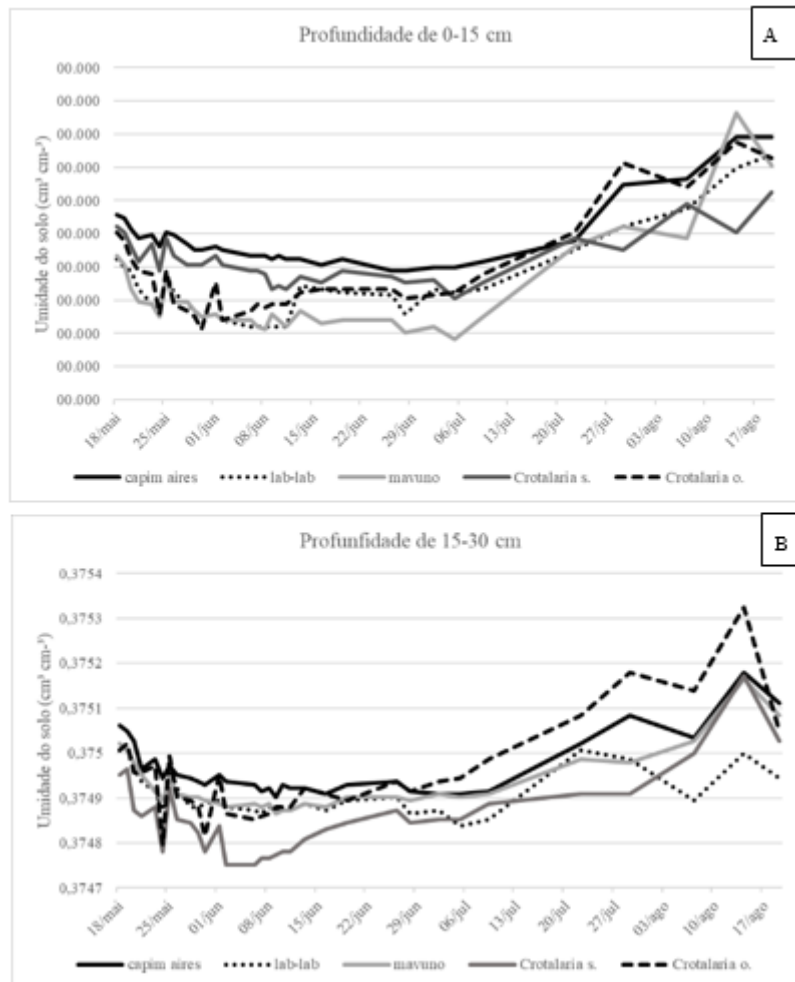 Profundidade de 0-15 cm
A
Umidade do solo (cm³ cm-³)
00.000
00.000
00.000
00.000
00.000
00.000
00.000
00.000
00.000
00.000
00.000
18/mai
25/mai
01/jun
08/jun
15/jun
22/jun
29/jun
06/jul
13/jul
20/jul
27/jul
03/ago
10/ago
17/ago
capim aires lab-lab mavuno Crotalaria s. Crotalaria o.
Profunfidade de 15-30 cm
B
Umidade do solo (cm³ cm-³)
0,3754
0,3753
0,3752
0,3751
0,375
0,3749
0,3748
0,3747
18/mai
25/mai
01/jun
08/jun
15/jun
22/jun
29/jun
06/jul
13/jul
20/jul
27/jul
03/ago
10/ago
17/ago
capim aires lab-lab mavuno Crotalaria s. Crotalaria o.